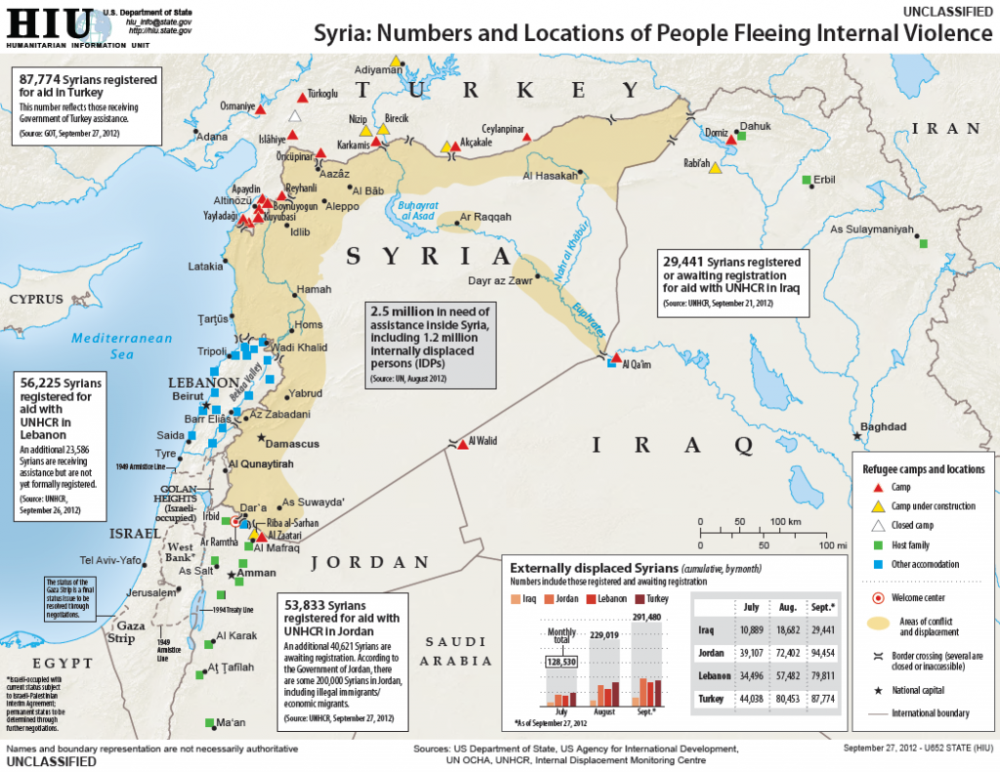 HIU
U.S. Department of State
hiu_info@state.gov
http://hiu.state.gov
HUMANITARIAN INFORMATION UNIT
UNCLASSIFIED
Syria: Numbers and Locations of People Fleeing Internal Violence
87,774 Syrians registered
for aid in Turkey
This number reflects those receiving
Government of Turkey assistance.
(Source: GOT, September 27, 2012)
TURKEY
Adiyaman
Türkoglu
Osmaniye
Nizip
Birecik
Adana
Islâhiye
Karkamis
Ceylanpinar
Akçakale
Öncüpinar
Domiz
Dahuk
IRAN
Rabi'ah
Erbil
As Sulaymaniyah
Aazâz
Al Bāb
Al Hasakah
Apaydin
Reyhanli
Altinözü
Boynuyogun
Yayladağı
Kuyubasi
Aleppo
Idlib
Buhayrat
al Asad
Ar Raqqah
Nahr al Khābūr
SYRIA
Latakia
Dayr az Zawr
Euphrates
29,441 Syrians registered
or awaiting registration
for aid with UNHCR in Iraq
(Source: UNHCR, September 21, 2012)
CYPRUS
Hamah
Ţarţūs
Homs
2.5 million in need of
assistance inside Syria,
including 1.2 million
internally displaced
persons (IDPs)
(Source: UN, August 2012)
Mediterranean
Sea
Tripoli
Wadi Khalid
Al Qa'im
56,225 Syrians
registered for
aid with
UNHCR in
Lebanon
An additional 23,586
Syrians are receiving
assistance but are not
yet formally registered.
(Source: UNHCR,
September 26, 2012)
LEBANON
Bekaa Valley
Beirut
Yabrud
Barr Eliâs
Az Zabadani
Saida
Damascus
Tyre
1949 Armistice Line
Al Qunaytirah
Al Walid
IRAQ
Baghdad
GOLAN
HEIGHTS
(Israeli-
occupied)
As Suwayda'
Dar'a
Irbid
Riba al-Sarhan
Ar Ramtha
Al Zaatari
Al Mafraq
ISRAEL
West
Bank*
Tel Aviv-Yafo
As Salt
Amman
JORDAN
Jerusalem
The status of the
Gaza Strip is a final
status issue to be
resolved through
negotiations.
Gaza
Strip
1994 Treaty Line
1949
Armistice
Line
Al Karak
EGYPT
Aţ Ţafīlah
Ma'an
SAUDI
ARABIA
*Israeli-occupied with
current status subject
to Israeli-Palestinian
Interim Agreement;
permanent status to be
determined through
further negotiations.
53,833 Syrians
registered for aid with
UNHCR in Jordan
An additional 40,621 Syrians are
awaiting registration. According to
the Government of Jordan, there are
some 200,000 Syrians in Jordan,
including illegal immigrants/
economic migrants.
(Source: UNHCR, September 27, 2012)
0 50 100 km
0 50 100 mi
Externally displaced Syrians (cumulative, by month)
Numbers include those registered and awaiting registration
Iraq Jordan Lebanon Turkey
Monthly
total
128,530
229,019
291,480
July August Sept.*
*As of September 27, 2012
July Aug. Sept.*
Iraq 10,889 18,682 29,441
Jordan 39,107 72,402 94,454
Lebanon 34,496 57,482 79,811
Turkey 44,038 80,453 87,774
Refugee camps and locations
Camp
Camp under construction
Closed camp
Host family
Other accomodation
Welcome center
Areas of conflict
and displacement
Border crossing (several are
closed or inaccessible)
National capital
International boundary
Names and boundary representation are not necessarily authoritative
UNCLASSIFIED
Sources: US Department of State, US Agency for International Development,
UN OCHA, UNHCR, Internal Displacement Monitoring Centre
September 27, 2012 - U652 STATE (HIU)